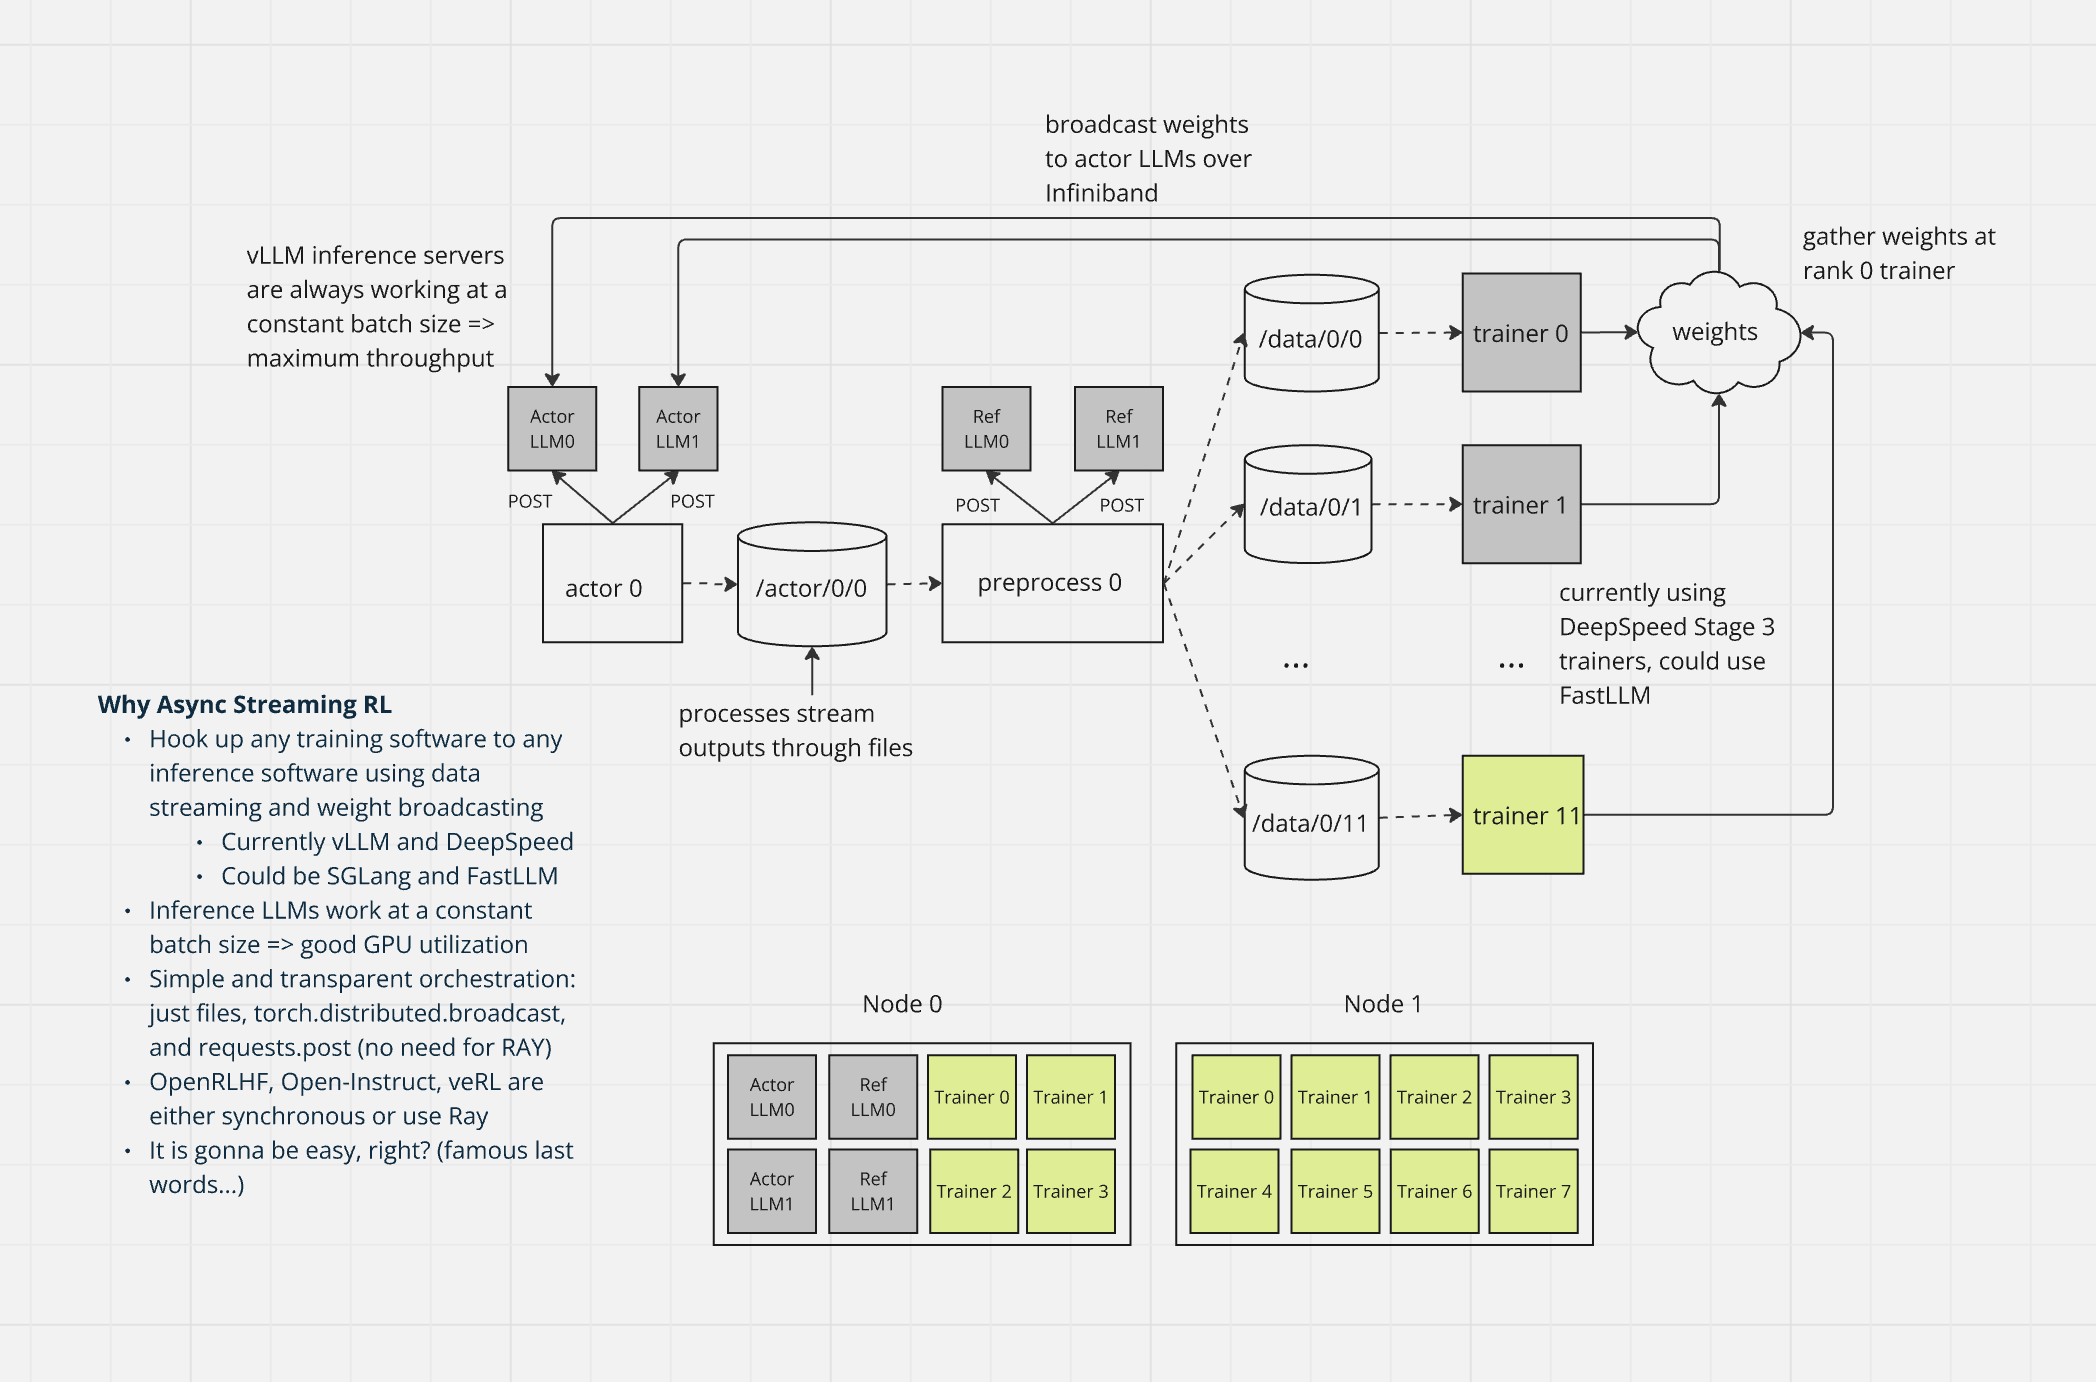 broadcast weights
to actor LLMs over
Infiniband
gather weights at
rank 0 trainer
vLLM inference servers
are always working at a
constant batch size =>
maximum throughput
/data/0/0
trainer 0
weights
Actor
LLM0
Actor
LLM1
Ref
LLM0
Ref
LLM1
POST
POST
POST
POST
/data/0/1
trainer 1
actor 0
/actor/0/0
preprocess 0
currently using
DeepSpeed Stage 3
trainers, could use
FastLLM
...
...
processes stream
outputs through files
/data/0/11
trainer 11
Why Async Streaming RL
• Hook up any training software to any
inference software using data
streaming and weight broadcasting
• Currently vLLM and DeepSpeed
• Could be SGLang and FastLLM
• Inference LLMs work at a constant
batch size => good GPU utilization
• Simple and transparent orchestration:
just files, torch.distributed.broadcast,
and requests.post (no need for RAY)
• OpenRLHF, Open-Instruct, veRL are
either synchronous or use Ray
• It is gonna be easy, right? (famous last
words...)
Node 0
Actor
LLM0
Ref
LLM0
Trainer 0
Trainer 1
Actor
LLM1
Ref
LLM1
Trainer 2
Trainer 3
Node 1
Trainer 0
Trainer 1
Trainer 2
Trainer 3
Trainer 4
Trainer 5
Trainer 6
Trainer 7